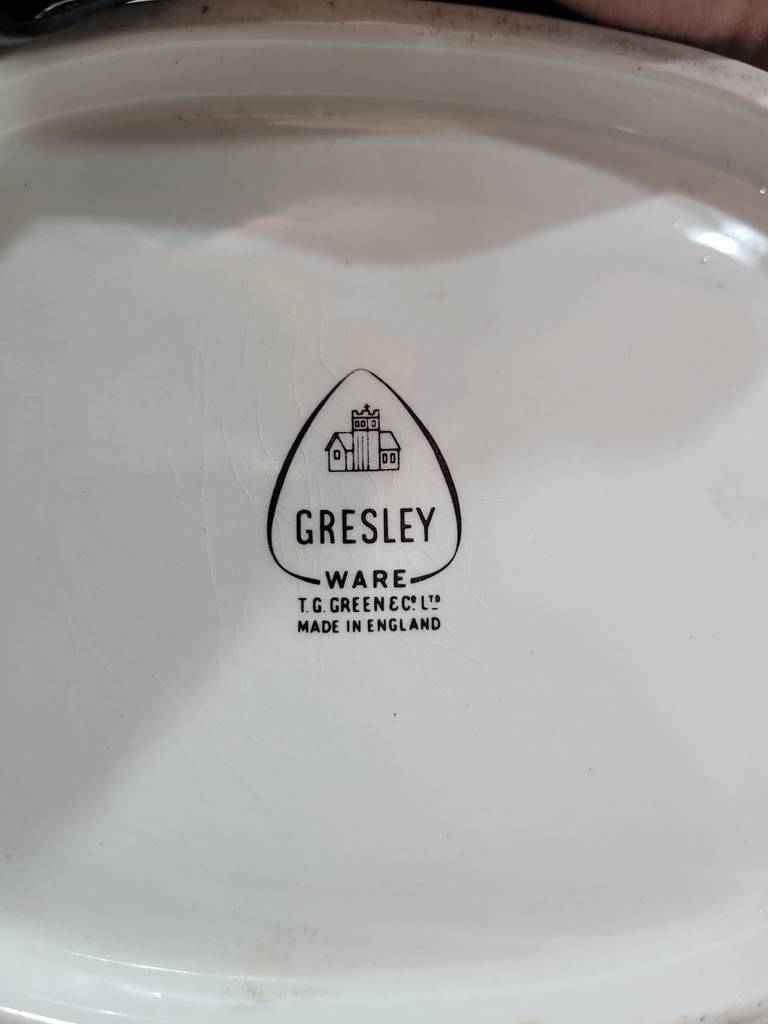 GRESLEY
WARE
T.G. GREEN & Cº. Lᵀᴰ
MADE IN ENGLAND